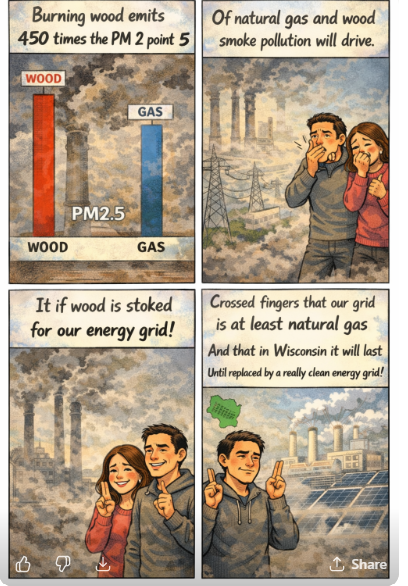 Burning wood emits
450 times the PM 2 point 5
WOOD
GAS
PM2.5
WOOD
GAS
Of natural gas and wood
smoke pollution will drive.
It if wood is stoked
for our energy grid!
Crossed fingers that our grid
is at least natural gas
And that in Wisconsin it will last
Until replaced by a really clean energy grid!
Share